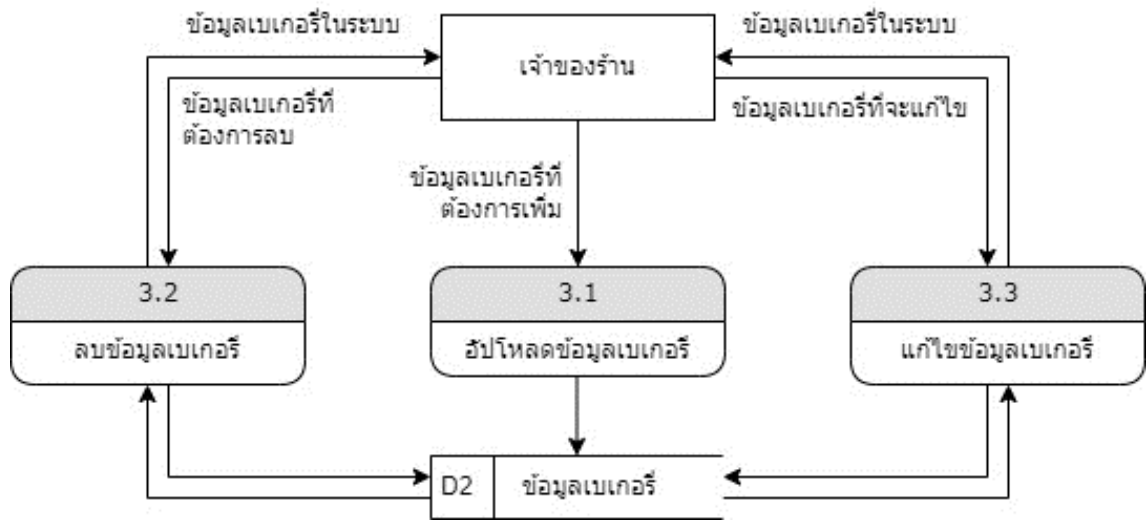 ข้อมูลเบเกอรี่ในระบบ
เจ้าของร้าน
ข้อมูลเบเกอรี่ในระบบ
ข้อมูลเบเกอรี่ที่
ต้องการลบ
ข้อมูลเบเกอรี่ที่จะแก้ไข
ข้อมูลเบเกอรี่ที่
ต้องการเพิ่ม
3.2
ลบข้อมูลเบเกอรี่
3.1
อัปโหลดข้อมูลเบเกอรี่
3.3
แก้ไขข้อมูลเบเกอรี่
D2
ข้อมูลเบเกอรี่